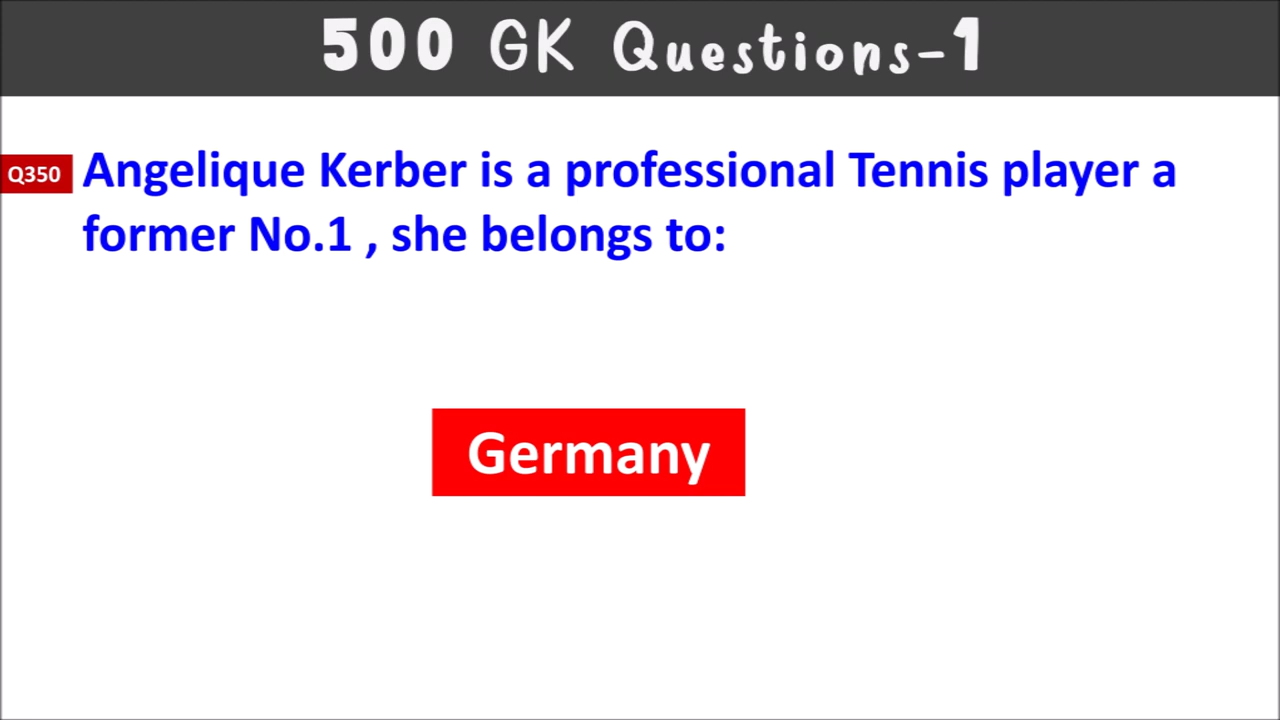 500 GK Questions-1
Q350 Angelique Kerber is a professional Tennis player a
former No.1 , she belongs to:
Germany